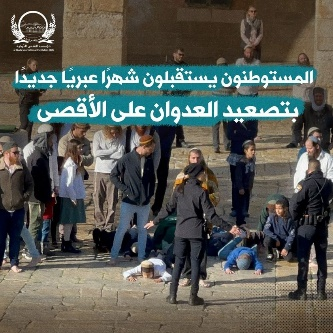 المستوطنون يستقبلون شهرًا عبريًا جديدًا
بتصعيد العدوان على الأقصى